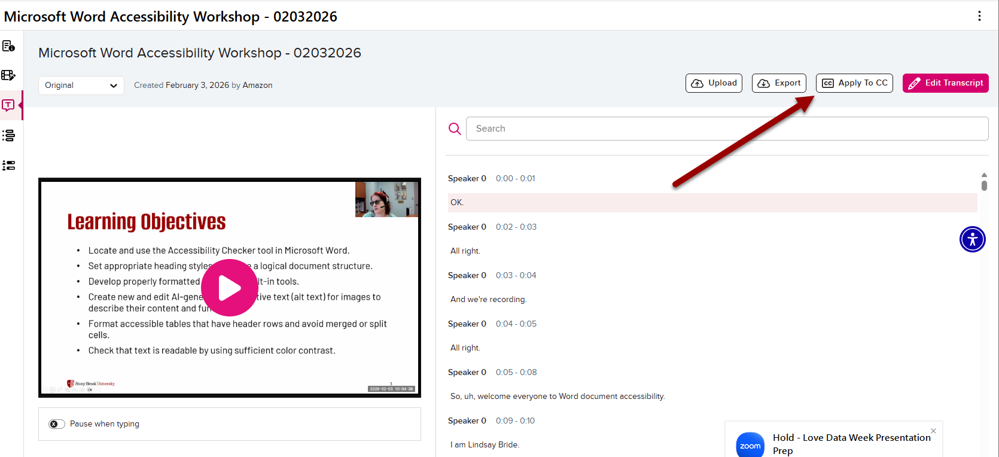 Microsoft Word Accessibility Workshop - 02032026
Microsoft Word Accessibility Workshop - 02032026
Original
Created February 3, 2026 by Amazon
Upload
Export
CC Apply To CC
Edit Transcript
T
Search
Learning Objectives
• Locate and use the Accessibility Checker tool in Microsoft Word.
• Set appropriate heading styles a logical document structure.
• Develop properly formatted lt-in tools.
• Create new and edit AI-gene tive text (alt text) for images to
describe their content and fun
• Format accessible tables that have header rows and avoid merged or split
cells.
• Check that text is readable by using sufficient color contrast.
Stony Brook University
3
2026-02-03 10:04:38
Pause when typing
Speaker 0 0:00 - 0:01
OK.
Speaker 0 0:02 - 0:03
All right.
Speaker 0 0:03 - 0:04
And we're recording.
Speaker 0 0:04 - 0:05
All right.
Speaker 0 0:05 - 0:08
So, uh, welcome everyone to Word document accessibility.
Speaker 0 0:09 - 0:10
I am Lindsay Bride.
zoom
Hold - Love Data Week Presentation
Prep